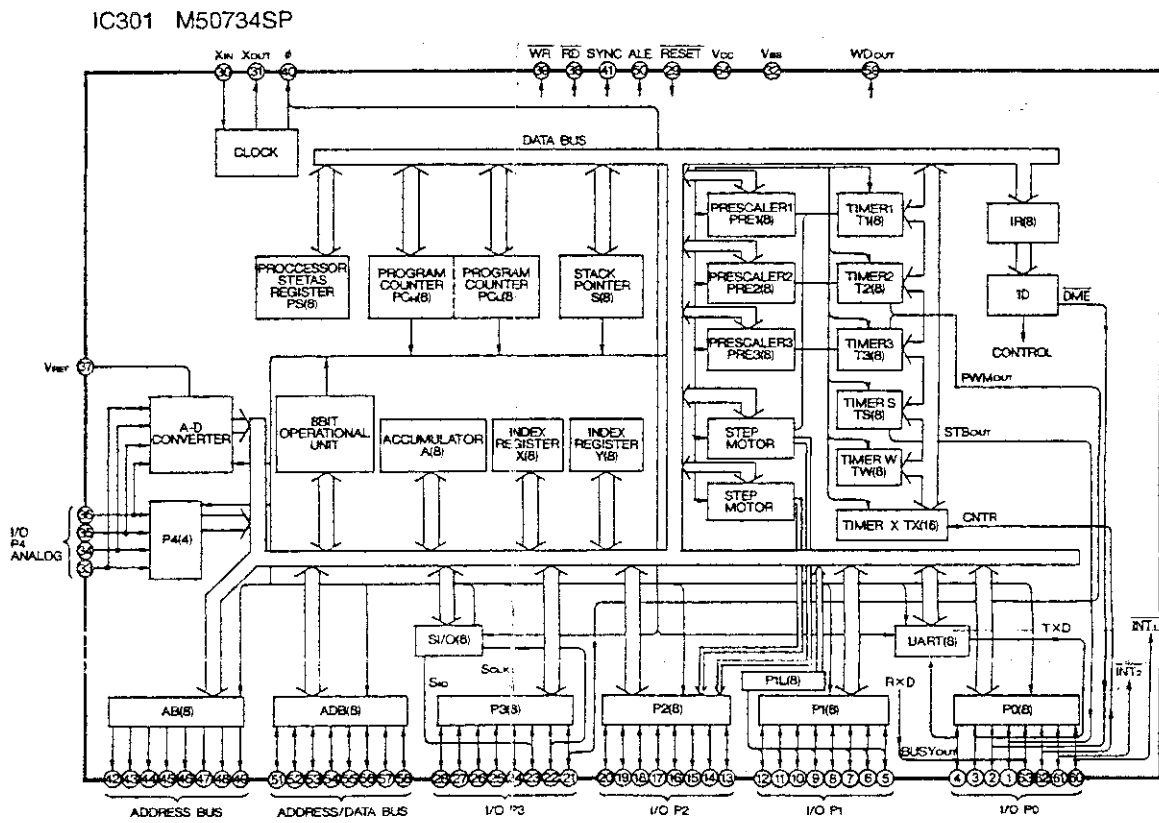 IC301 M50734SP
XIN XOUT ø WR RD SYNC ALE RESET VCC VSS WDOUT
30 31 40 39 38 41 50 29 64 32 59
CLOCK
DATA BUS
PRESCALER1
PRE1(8)
TIMER1
T1(8)
IR(8)
PROCCESSOR
STETAS
REGISTER
PS(8)
PROGRAM
COUNTER
PCH(8)
PROGRAM
COUNTER
PCL(8)
STACK
POINTER
S(8)
PRESCALER2
PRE2(8)
TIMER2
T2(8)
ID
DME
PRESCALER3
PRE3(8)
TIMER3
T3(8)
CONTROL
VREF
37
PWMOUT
A-D
CONVERTER
8BIT
OPERATIONAL
UNIT
ACCUMULATOR
A(8)
INDEX
REGISTER
X(8)
INDEX
REGISTER
Y(8)
STEP
MOTOR
TIMER S
TS(8)
STBOUT
TIMER W
TW(8)
STEP
MOTOR
TIMER X TX(16)
CNTR
I/O
P4
ANALOG
36
35
34
33
P4(4)
SI/O(8)
UART(8)
TXD
INT1
SCLK
SI/O
P1L(8)
RXD
INT2
AB(8)
ADB(8)
P3(8)
P2(8)
P1(8)
P0(8)
BUSYOUT
42 43 44 45 46 47 48 49
51 52 53 54 55 56 57 58
28 27 26 25 24 23 22 21
20 19 18 17 16 15 14 13
12 11 10 9 8 7 6 5
4 3 2 1 63 62 61 60
ADDRESS BUS
ADDRESS/DATA BUS
I/O P3
I/O P2
I/O P1
I/O P0